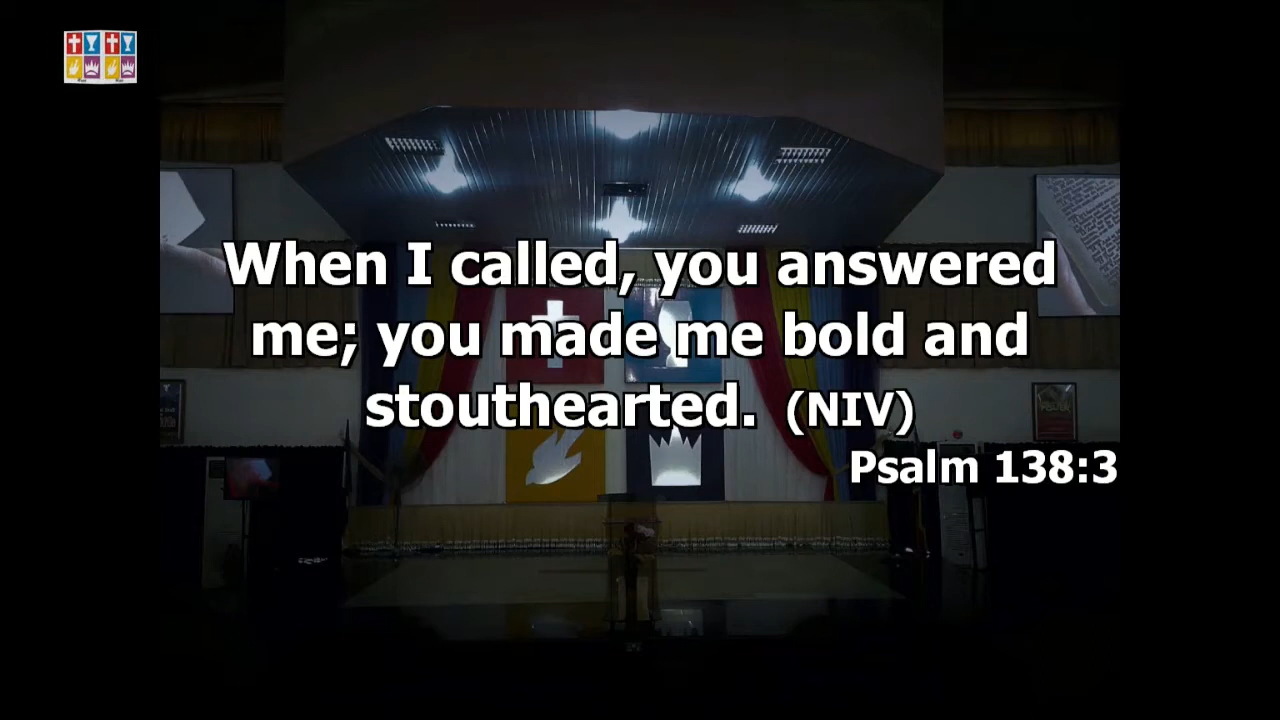 When I called, you answered
me; you made me bold and
stouthearted. (NIV)
Psalm 138:3